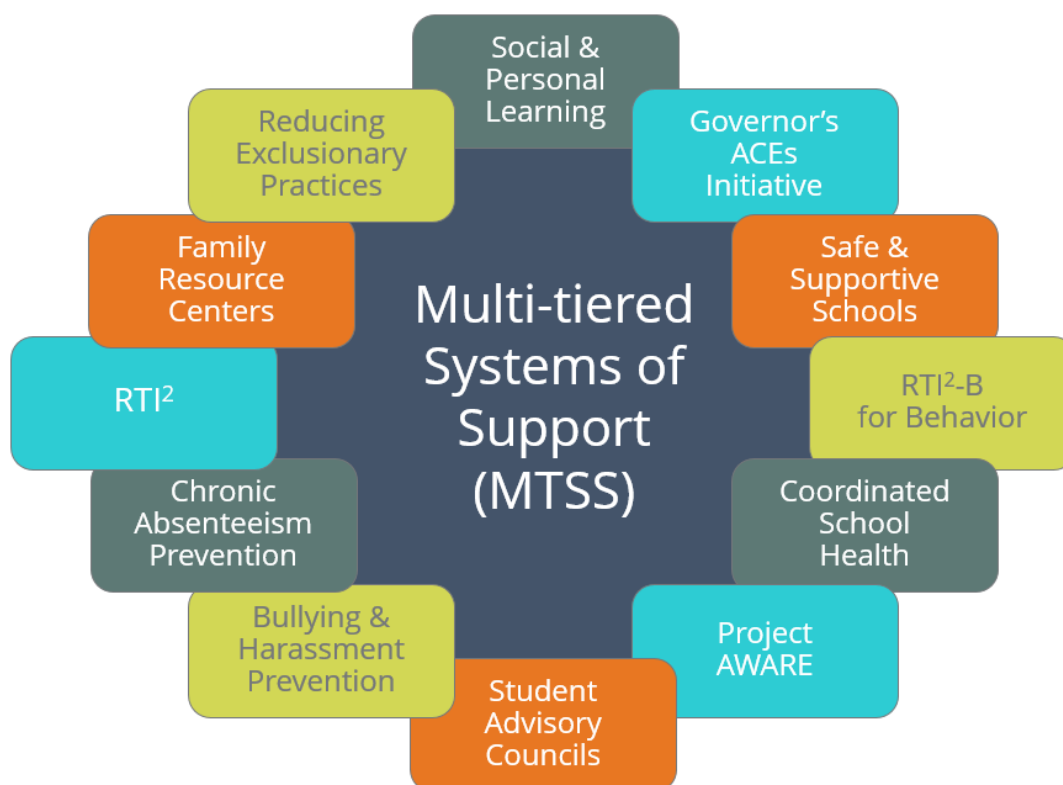 Social &
Personal
Learning
Reducing
Exclusionary
Practices
Governor’s
ACEs
Initiative
Family
Resource
Centers
Safe &
Supportive
Schools
Multi-tiered
Systems of
Support
(MTSS)
RTI²
RTI²-B
for Behavior
Chronic
Absenteeism
Prevention
Coordinated
School
Health
Bullying &
Harassment
Prevention
Project
AWARE
Student
Advisory
Councils